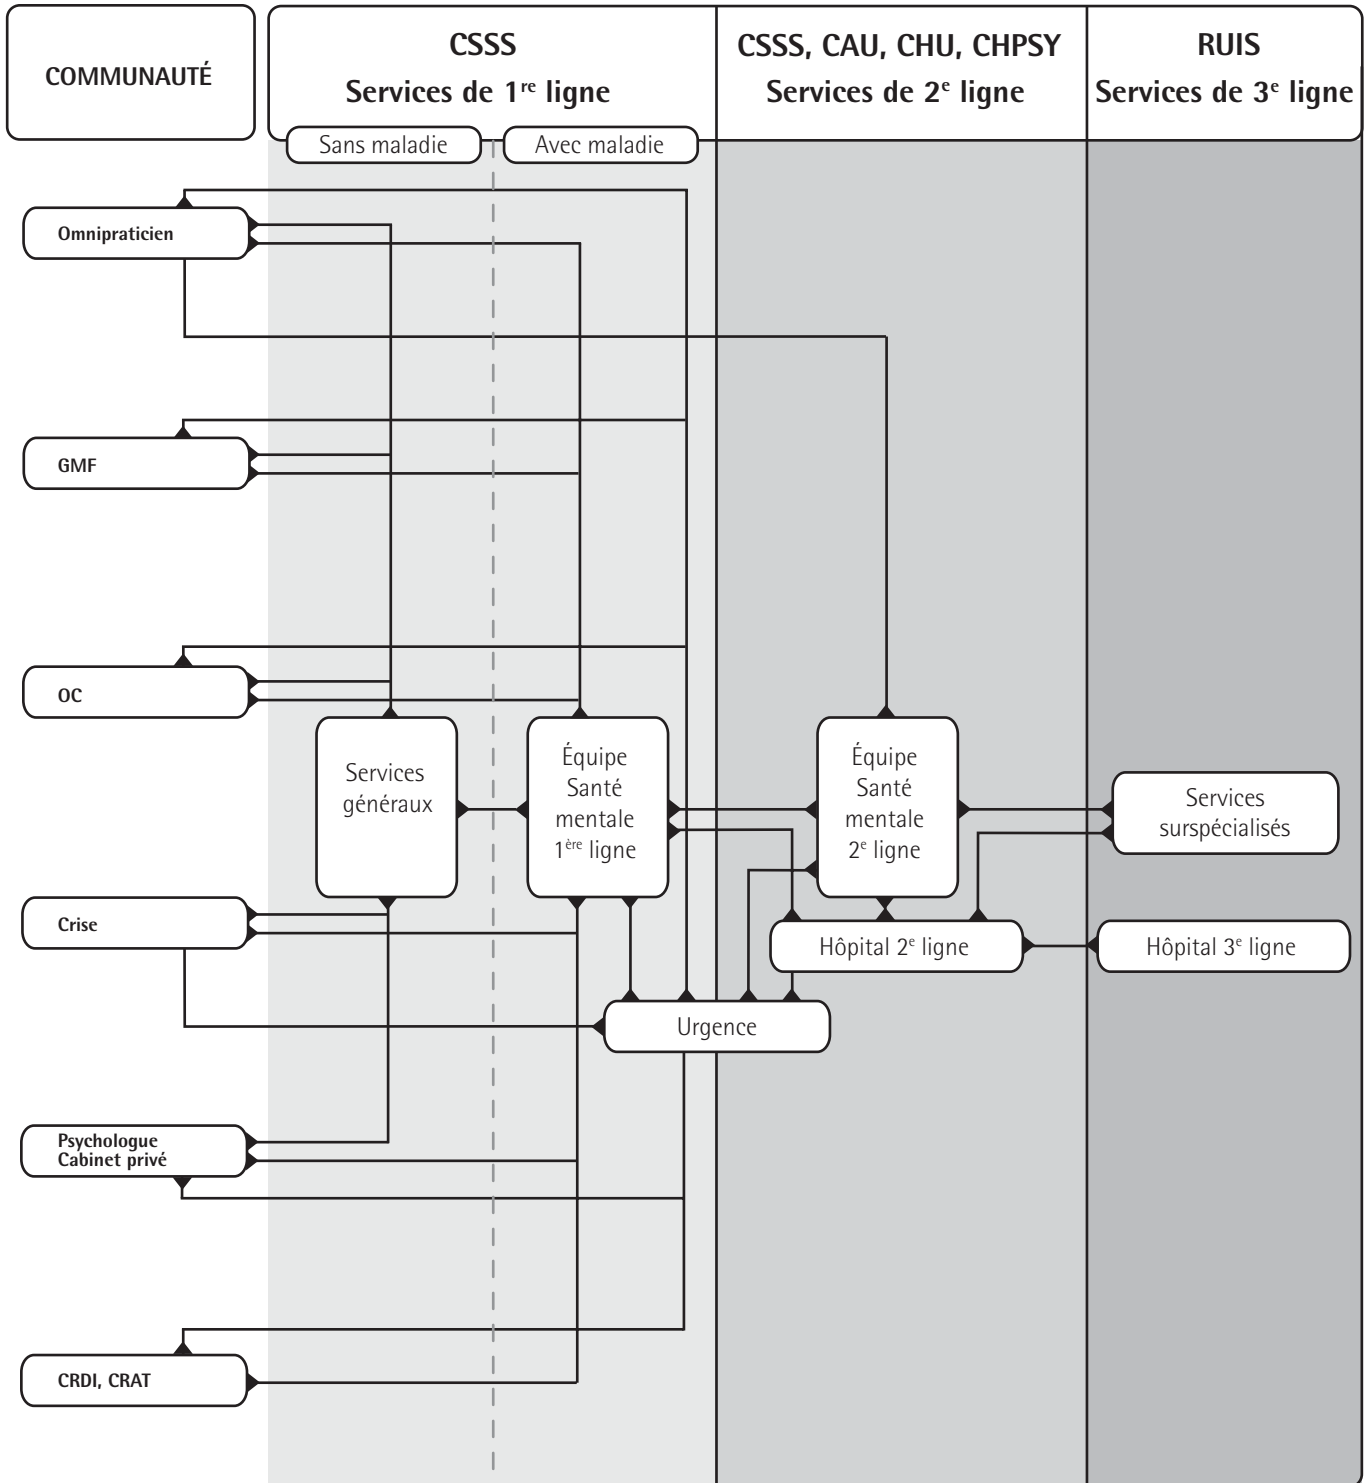 COMMUNAUTÉ
CSSS
Services de 1re ligne
CSSS, CAU, CHU, CHPSY
Services de 2e ligne
RUIS
Services de 3e ligne
Sans maladie
Avec maladie
Omnipraticien
GMF
OC
Services
généraux
Équipe
Santé
mentale
1ère ligne
Équipe
Santé
mentale
2e ligne
Services
surspécialisés
Crise
Hôpital 2e ligne
Hôpital 3e ligne
Urgence
Psychologue
Cabinet privé
CRDI, CRAT